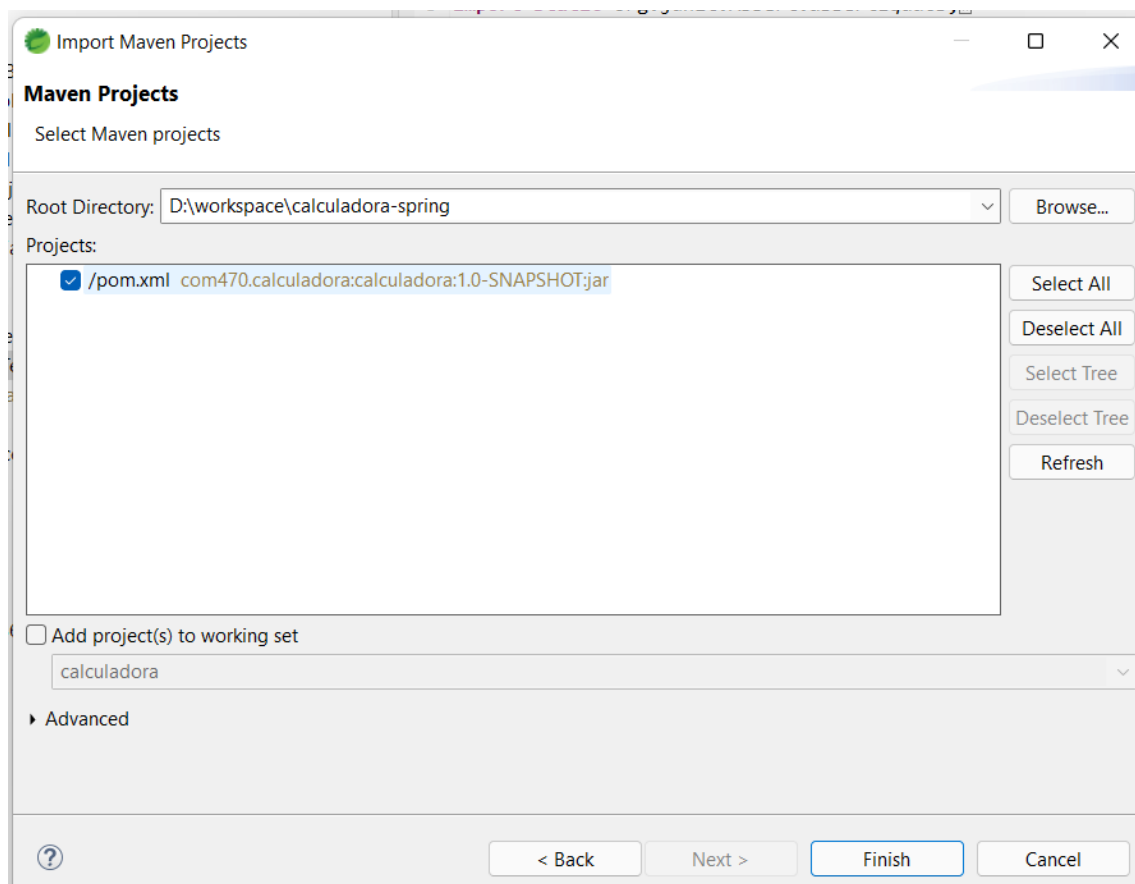 Import Maven Projects
Maven Projects
Select Maven projects
Root Directory: D:\workspace\calculadora-spring Browse...
Projects:
/pom.xml com470.calculadora:calculadora:1.0-SNAPSHOT:jar
Select All
Deselect All
Select Tree
Deselect Tree
Refresh
Add project(s) to working set
calculadora
Advanced
? < Back Next > Finish Cancel